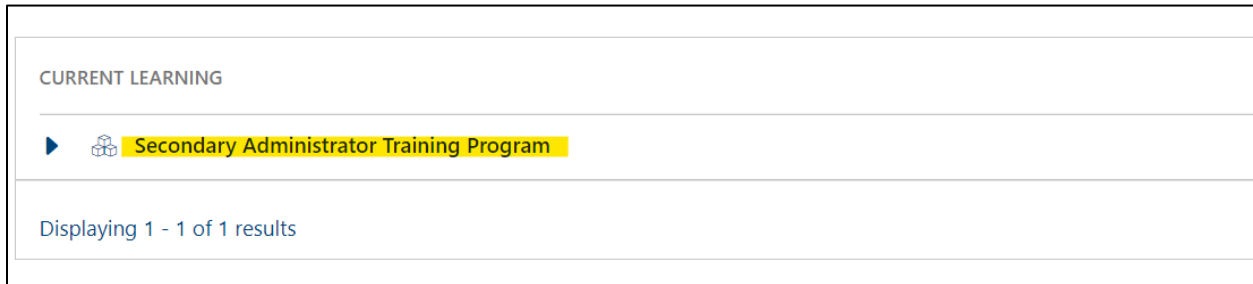 CURRENT LEARNING
Secondary Administrator Training Program
Displaying 1 - 1 of 1 results